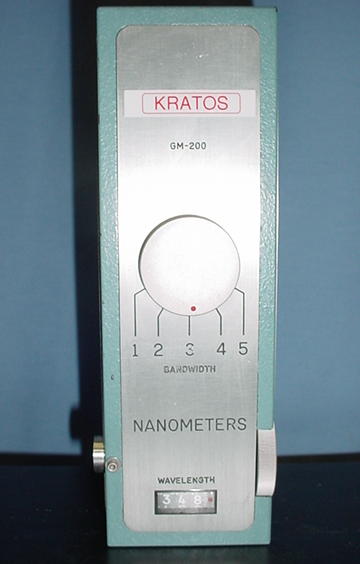 KRATOS
GM-200
1 2 3 4 5
BANDWIDTH
NANOMETERS
WAVELENGTH
348